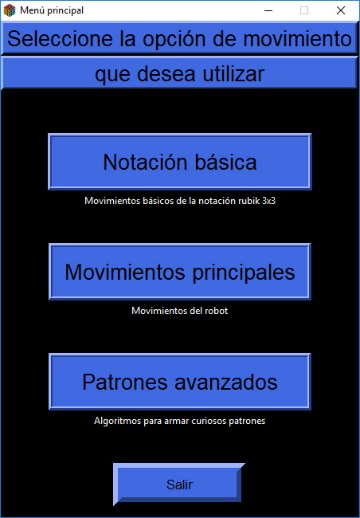 Menú principal
Seleccione la opción de movimiento
que desea utilizar
Notación básica
Movimientos básicos de la notación rubik 3x3
Movimientos principales
Movimientos del robot
Patrones avanzados
Algoritmos para armar curiosos patrones
Salir